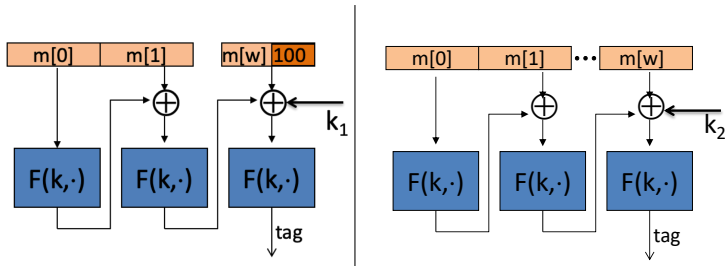 m[0] m[1] m[w] 100
k1
F(k,·) F(k,·) F(k,·)
tag
m[0] m[1] ••• m[w]
k2
F(k,·) F(k,·) F(k,·)
tag